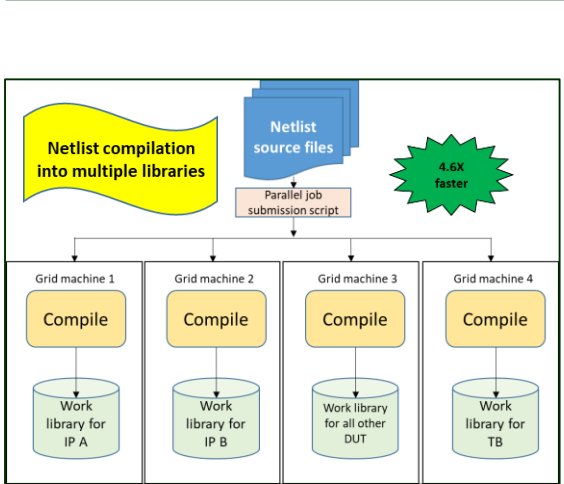 Netlist compilation
into multiple libraries
Netlist
source files
4.6X
faster
Parallel job
submission script
Grid machine 1
Grid machine 2
Grid machine 3
Grid machine 4
Compile
Compile
Compile
Compile
Work
library for
IP A
Work
library for
IP B
Work library
for all other
DUT
Work
library for
TB